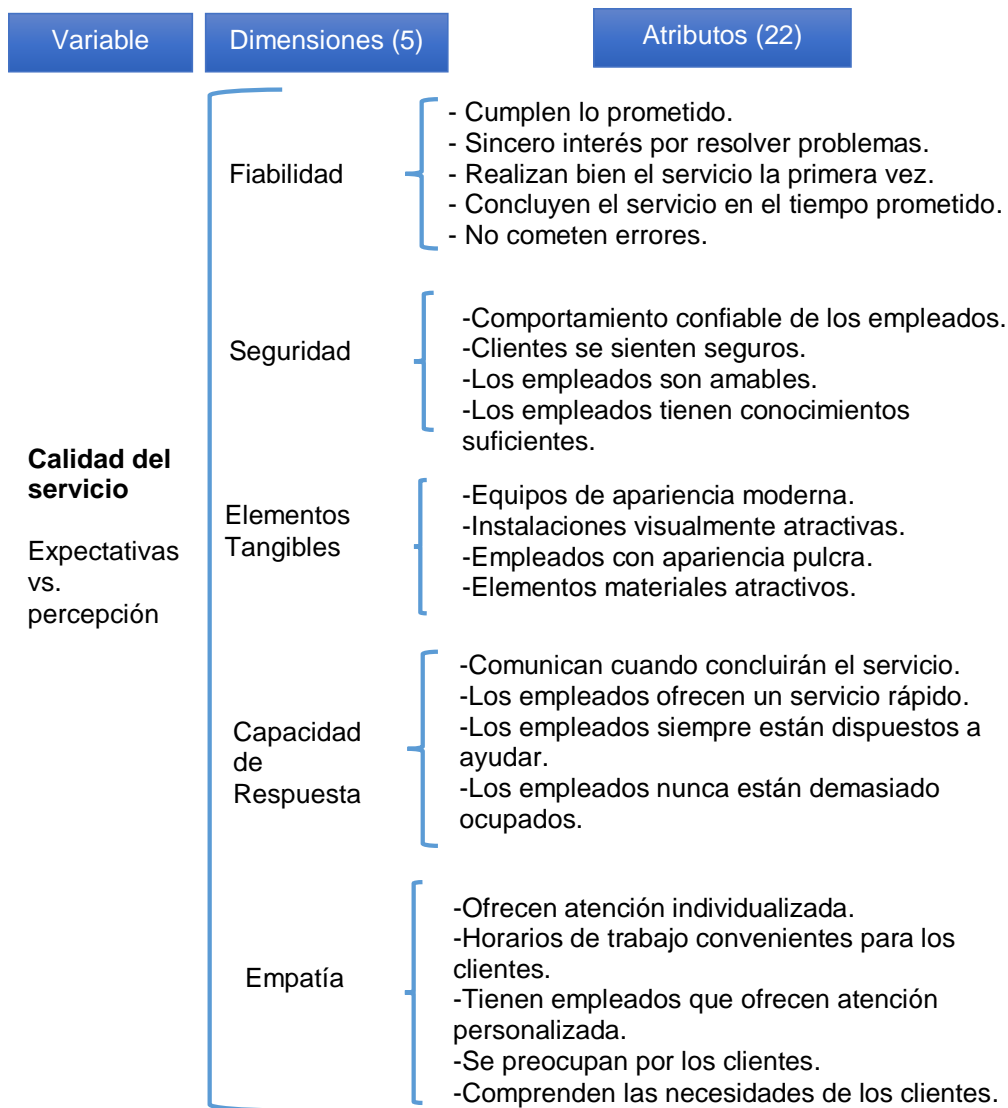 Variable
Dimensiones (5)
Atributos (22)
Calidad del
servicio
Expectativas
vs.
percepción
Fiabilidad
- Cumplen lo prometido.
- Sincero interés por resolver problemas.
- Realizan bien el servicio la primera vez.
- Concluyen el servicio en el tiempo prometido.
- No cometen errores.
Seguridad
-Comportamiento confiable de los empleados.
-Clientes se sienten seguros.
-Los empleados son amables.
-Los empleados tienen conocimientos
suficientes.
Elementos
Tangibles
-Equipos de apariencia moderna.
-Instalaciones visualmente atractivas.
-Empleados con apariencia pulcra.
-Elementos materiales atractivos.
Capacidad
de
Respuesta
-Comunican cuando concluirán el servicio.
-Los empleados ofrecen un servicio rápido.
-Los empleados siempre están dispuestos a
ayudar.
-Los empleados nunca están demasiado
ocupados.
Empatía
-Ofrecen atención individualizada.
-Horarios de trabajo convenientes para los
clientes.
-Tienen empleados que ofrecen atención
personalizada.
-Se preocupan por los clientes.
-Comprenden las necesidades de los clientes.